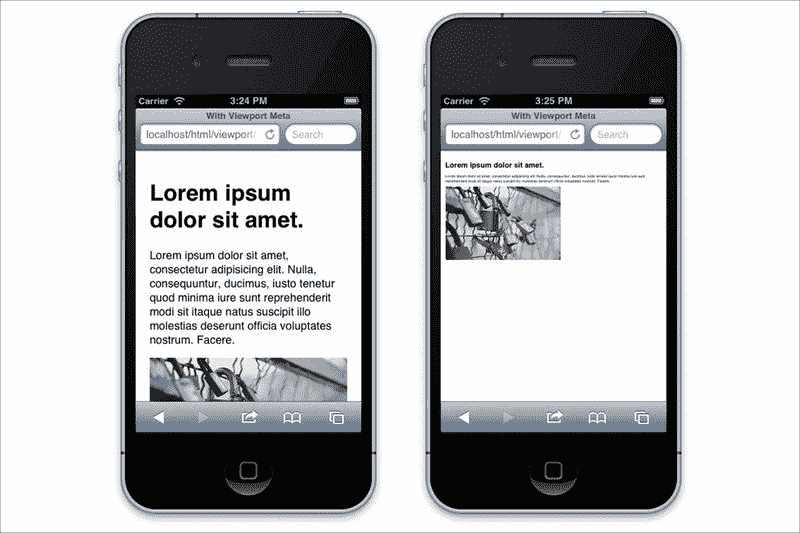 Carrier 3:24 PM
With Viewport Meta
localhost/html/viewport/ Search
Lorem ipsum
dolor sit amet.
Lorem ipsum dolor sit amet,
consectetur adipisicing elit. Nulla,
consequuntur, ducimus, iusto tenetur
quod minima iure sunt reprehenderit
modi sit itaque natus suscipit illo
molestias deserunt officia voluptates
nostrum. Facere.
Carrier 3:25 PM
With Viewport Meta
localhost/html/viewport/ Search
Lorem ipsum dolor sit amet.